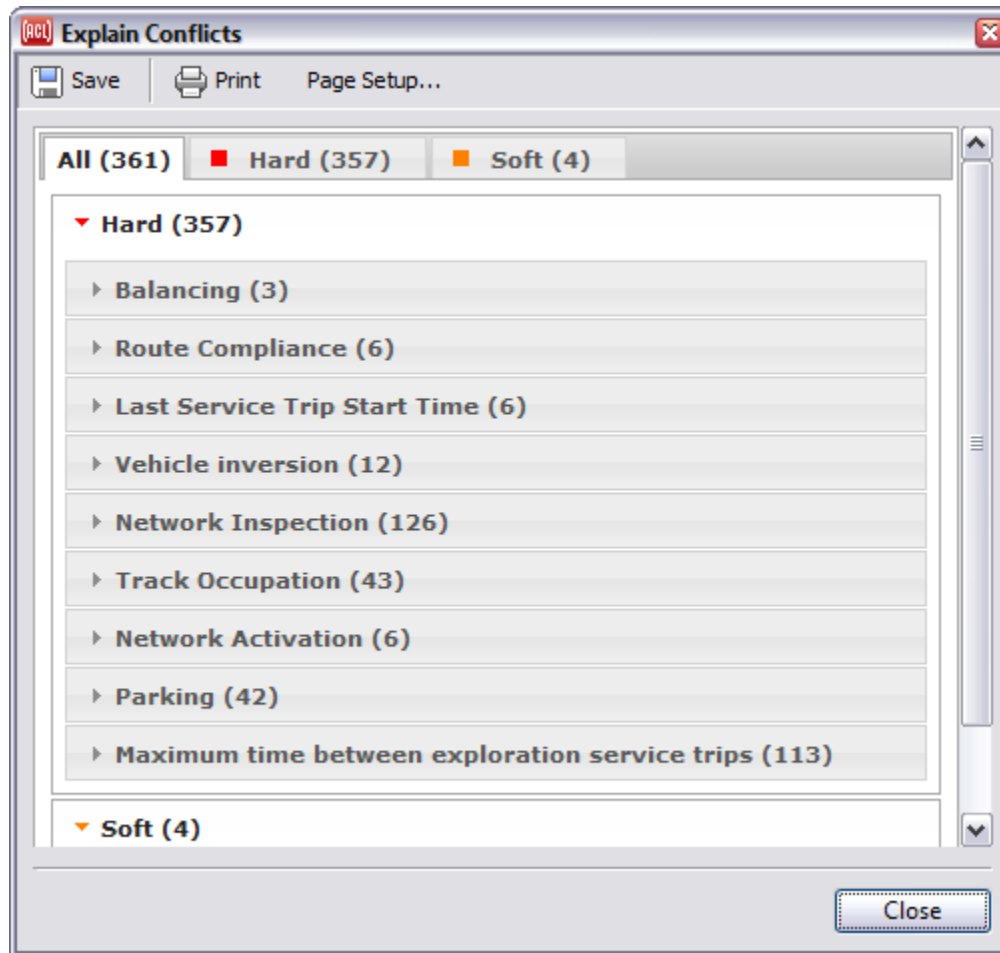 (ACL) Explain Conflicts
Save Print Page Setup...
All (361) Hard (357) Soft (4)
Hard (357)
Balancing (3)
Route Compliance (6)
Last Service Trip Start Time (6)
Vehicle inversion (12)
Network Inspection (126)
Track Occupation (43)
Network Activation (6)
Parking (42)
Maximum time between exploration service trips (113)
Soft (4)
Close